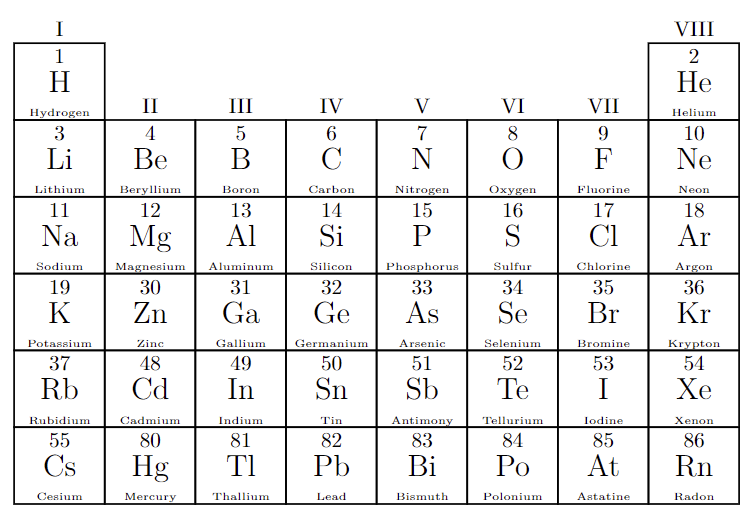 I VIII
1 2
H He
Hydrogen II III IV V VI VII Helium
3 4 5 6 7 8 9 10
Li Be B C N O F Ne
Lithium Beryllium Boron Carbon Nitrogen Oxygen Fluorine Neon
11 12 13 14 15 16 17 18
Na Mg Al Si P S Cl Ar
Sodium Magnesium Aluminum Silicon Phosphorus Sulfur Chlorine Argon
19 30 31 32 33 34 35 36
K Zn Ga Ge As Se Br Kr
Potassium Zinc Gallium Germanium Arsenic Selenium Bromine Krypton
37 48 49 50 51 52 53 54
Rb Cd In Sn Sb Te I Xe
Rubidium Cadmium Indium Tin Antimony Tellurium Iodine Xenon
55 80 81 82 83 84 85 86
Cs Hg Tl Pb Bi Po At Rn
Cesium Mercury Thallium Lead Bismuth Polonium Astatine Radon